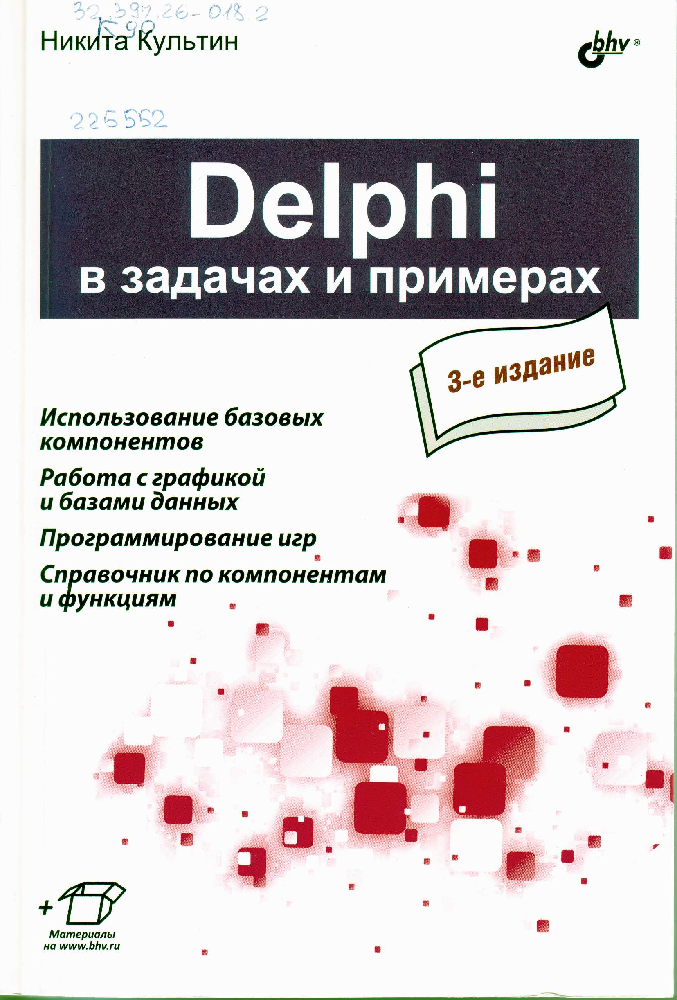 32.397.26-018.2
К90
Никита Культин
bhv ®
225552
Delphi
в задачах и примерах
3-е издание
Использование базовых
компонентов
Работа с графикой
и базами данных
Программирование игр
Справочник по компонентам
и функциям
+
Материалы
на www.bhv.ru